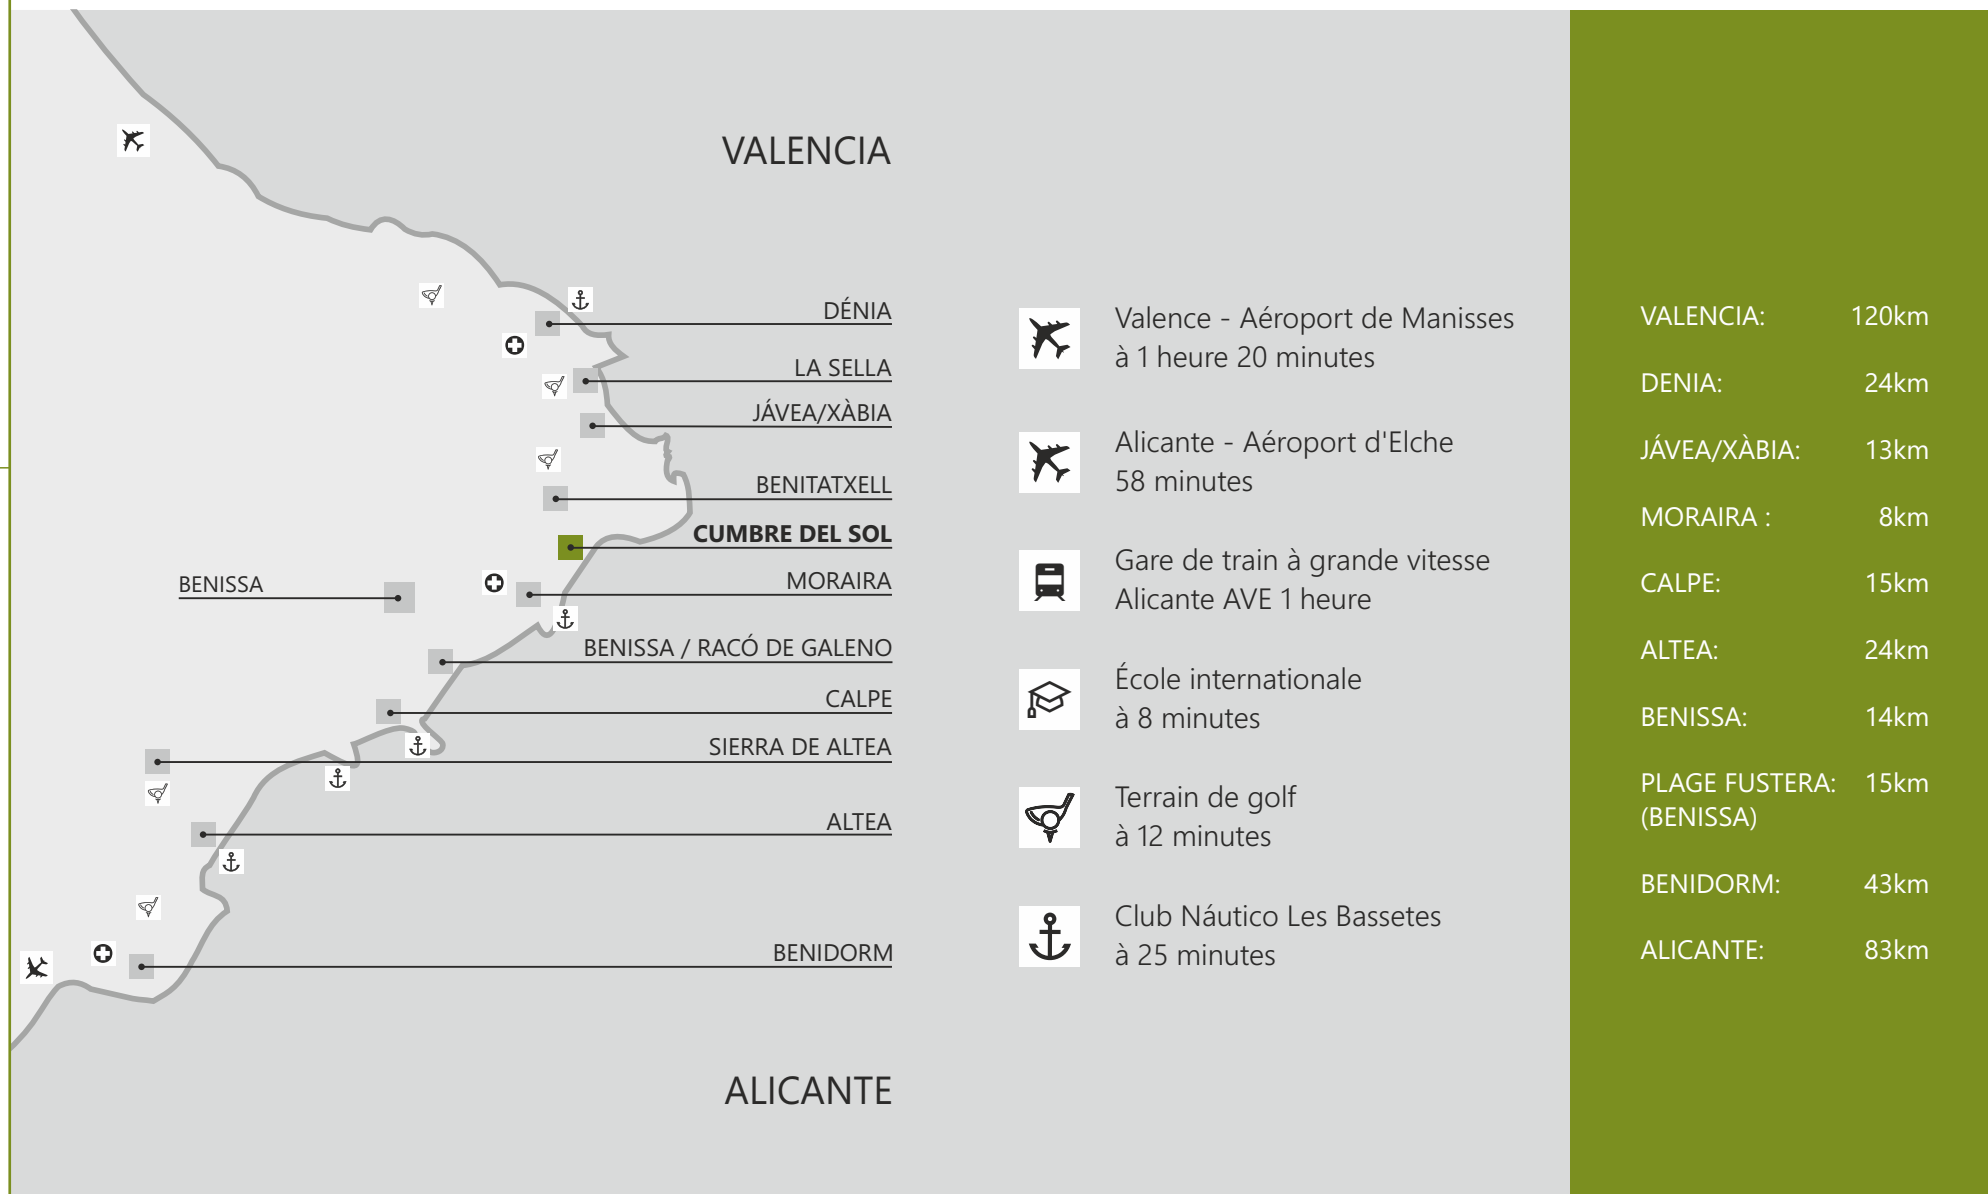 VALENCIA
DÉNIA
LA SELLA
JÁVEA/XÀBIA
BENITATXELL
CUMBRE DEL SOL
BENISSA
MORAIRA
BENISSA / RACÓ DE GALENO
CALPE
SIERRA DE ALTEA
ALTEA
BENIDORM
ALICANTE
Valence - Aéroport de Manisses
à 1 heure 20 minutes
Alicante - Aéroport d'Elche
58 minutes
Gare de train à grande vitesse
Alicante AVE 1 heure
École internationale
à 8 minutes
Terrain de golf
à 12 minutes
Club Náutico Les Bassetes
à 25 minutes
VALENCIA: 120km
DENIA: 24km
JÁVEA/XÀBIA: 13km
MORAIRA : 8km
CALPE: 15km
ALTEA: 24km
BENISSA: 14km
PLAGE FUSTERA: 15km
(BENISSA)
BENIDORM: 43km
ALICANTE: 83km